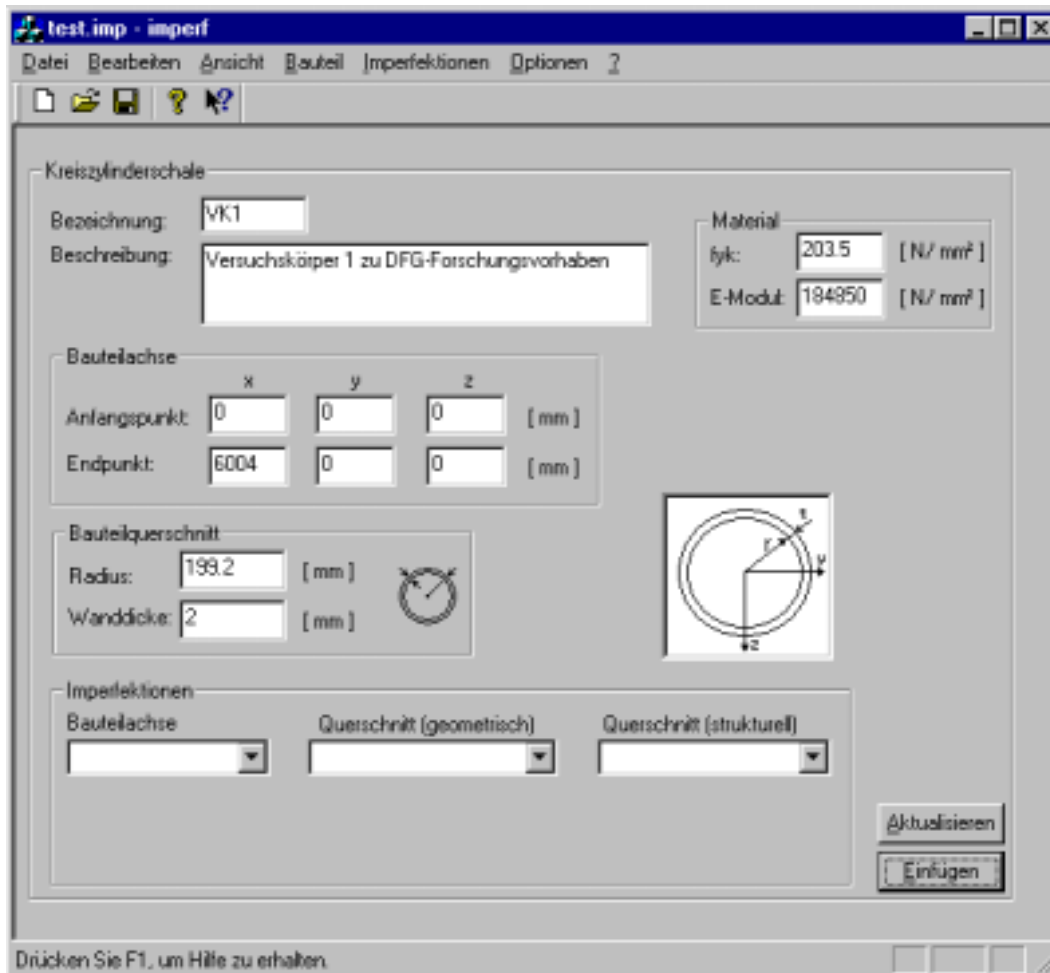 test.imp - imperf
Datei Bearbeiten Ansicht Bauteil Imperfektionen Optionen ?
Kreiszylinderschale
Bezeichnung: VK1
Beschreibung: Versuchskörper 1 zu DFG-Forschungsvorhaben
Material
fyk: 203.5 [ N/ mm² ]
E-Modul: 184850 [ N/ mm² ]
Bauteilachse
x y z
Anfangspunkt: 0 0 0 [ mm ]
Endpunkt: 6004 0 0 [ mm ]
Bauteilquerschnitt
Radius: 199.2 [ mm ]
Wanddicke: 2 [ mm ]
t
r
y
z
Imperfektionen
Bauteilachse Querschnitt (geometrisch) Querschnitt (strukturell)
Aktualisieren
Einfügen
Drücken Sie F1, um Hilfe zu erhalten.